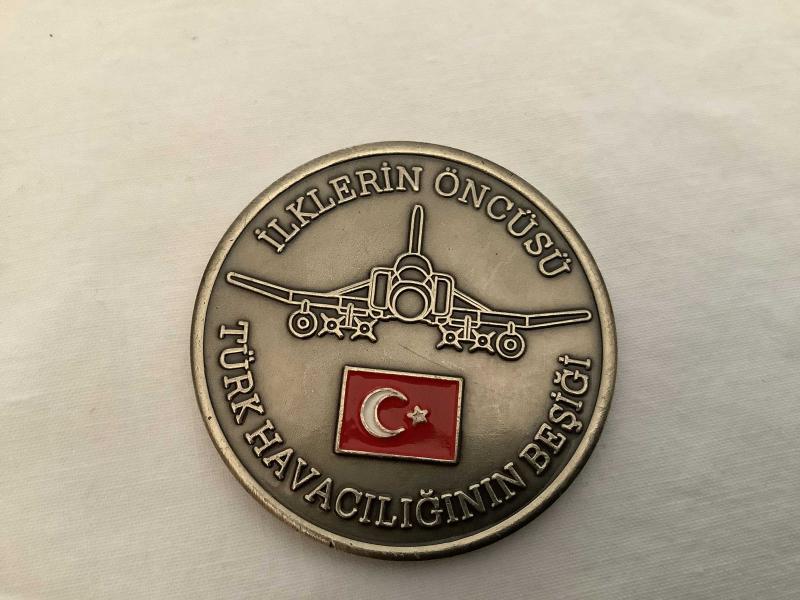 İLKLERİN ÖNCÜSÜ
TÜRK HAVACILIĞININ BEŞİĞİ